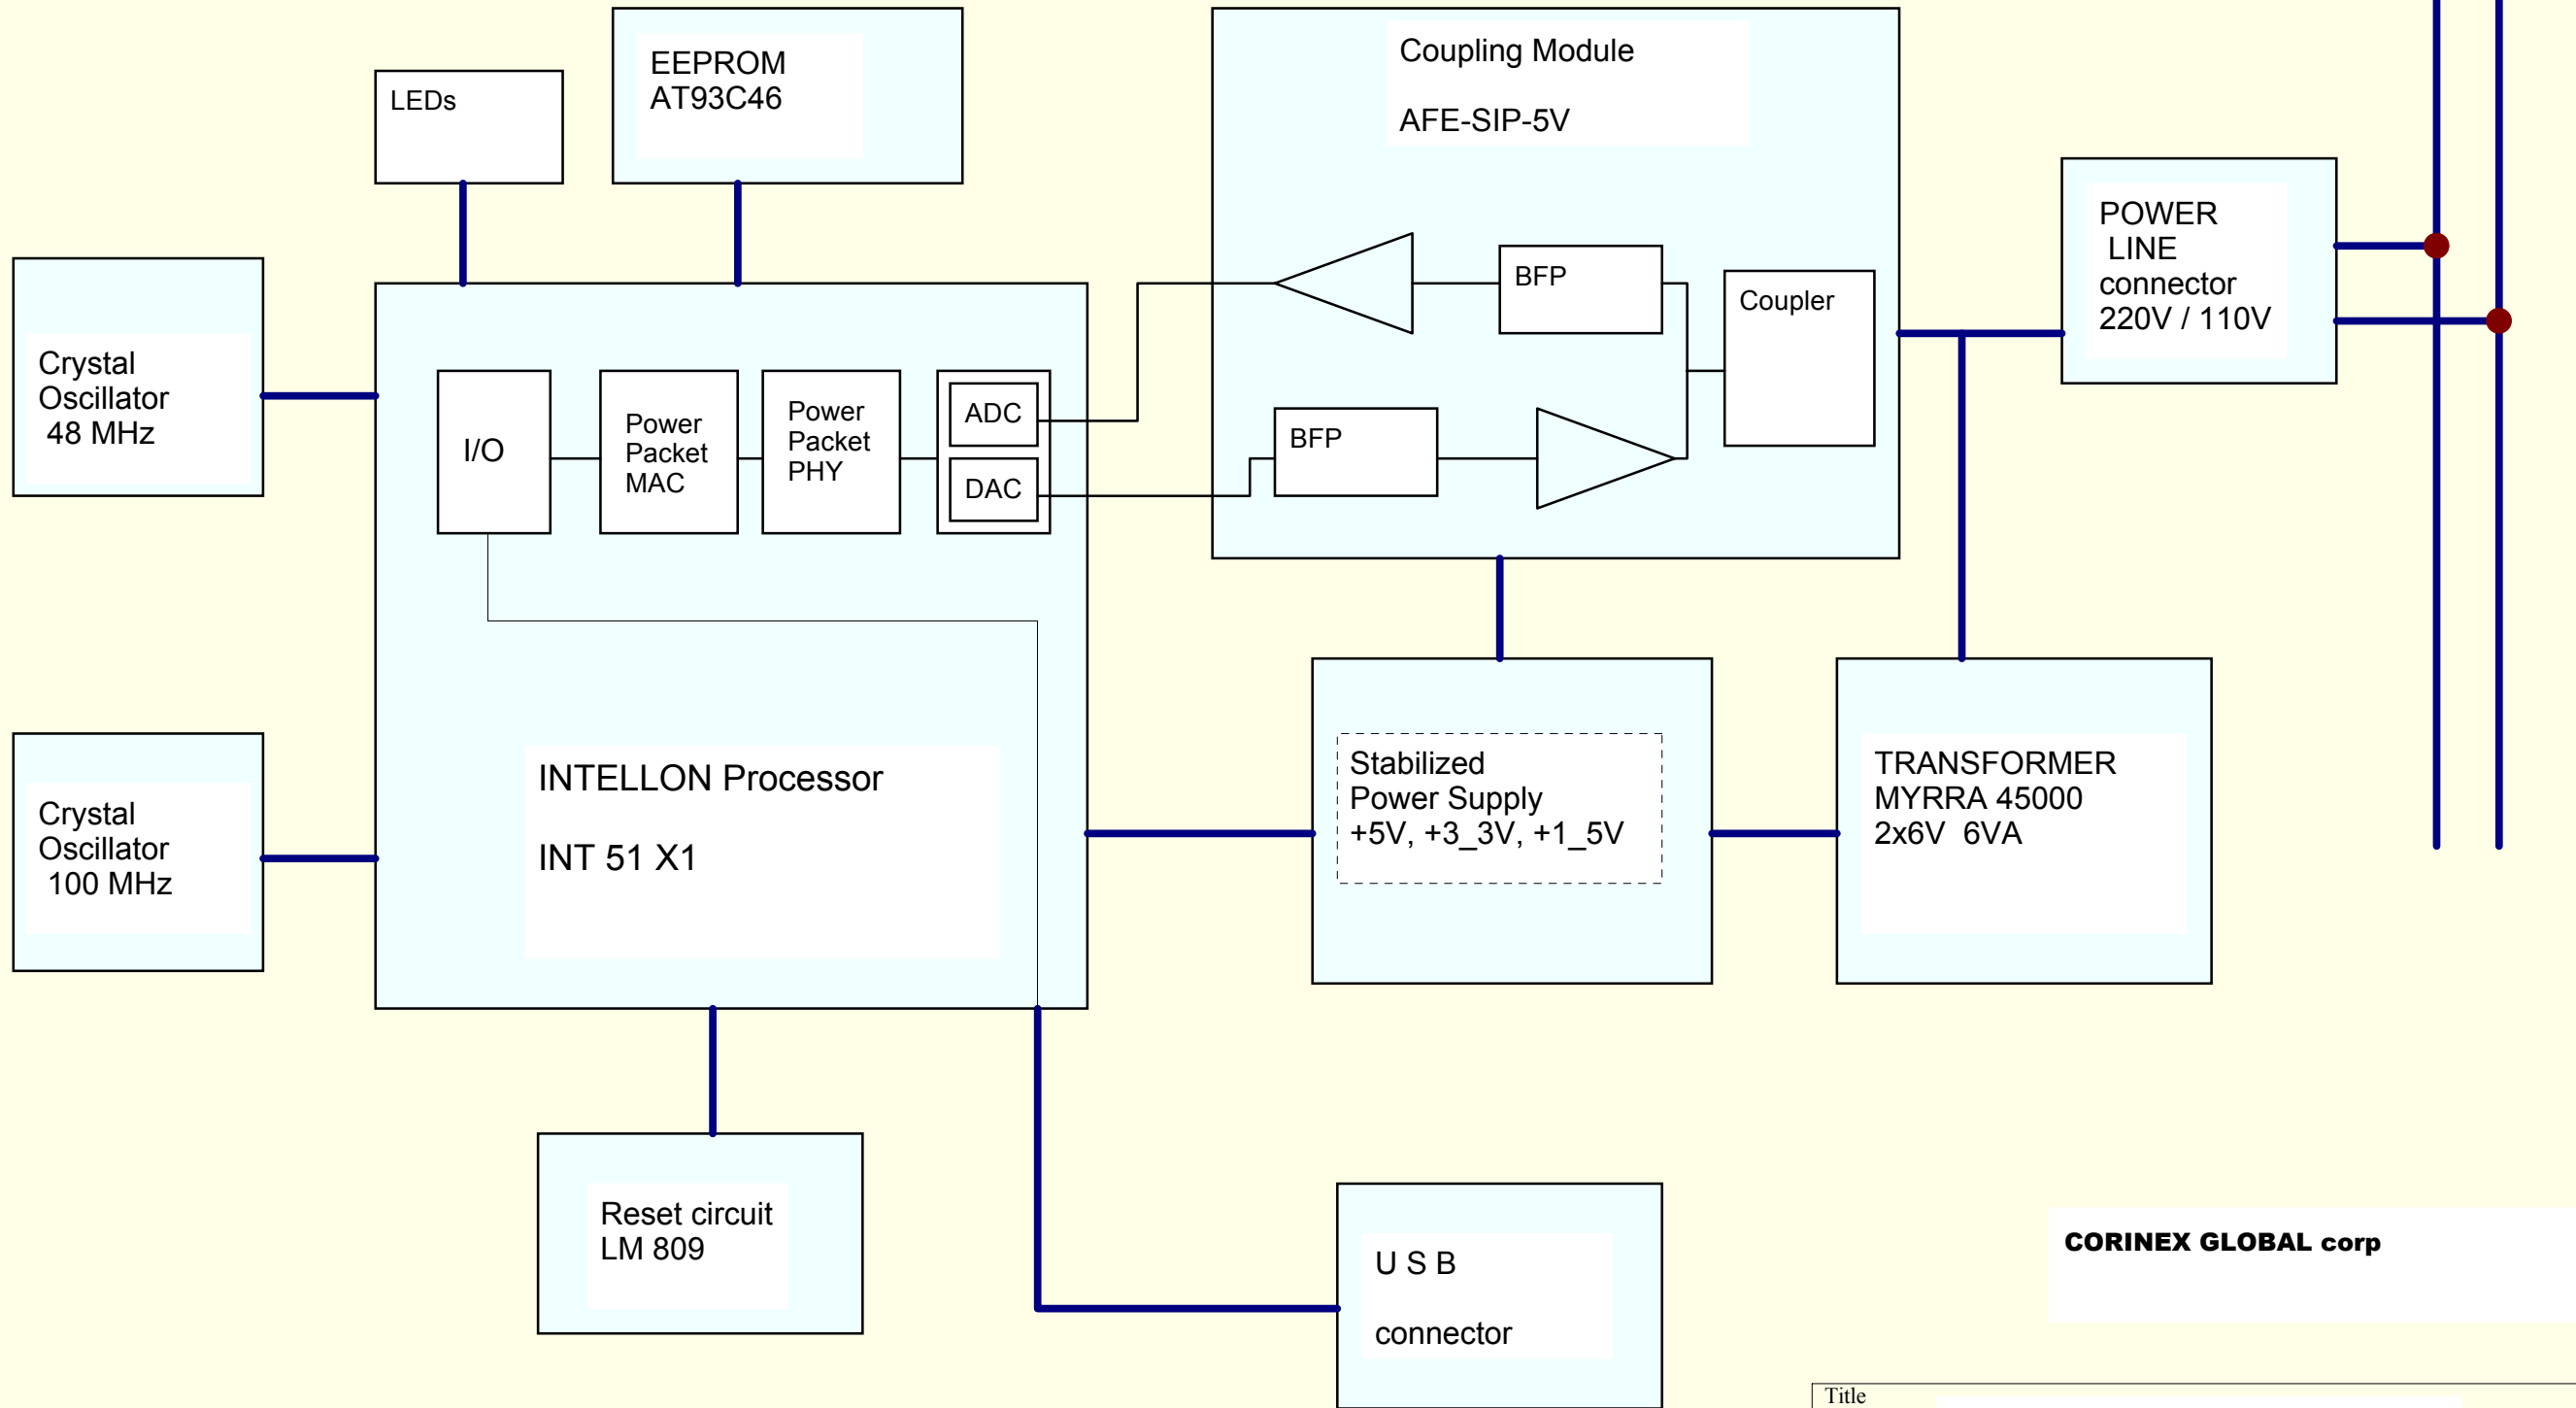 LEDs
EEPROM
AT93C46
Coupling Module
AFE-SIP-5V
POWER
LINE
connector
220V / 110V
BFP
Coupler
BFP
Crystal
Oscillator
48 MHz
I/O
Power
Packet
MAC
Power
Packet
PHY
ADC
DAC
Crystal
Oscillator
100 MHz
INTELLON Processor
INT 51 X1
Stabilized
Power Supply
+5V, +3_3V, +1_5V
TRANSFORMER
MYRRA 45000
2x6V 6VA
Reset circuit
LM 809
U S B
connector
CORINEX GLOBAL corp
Title